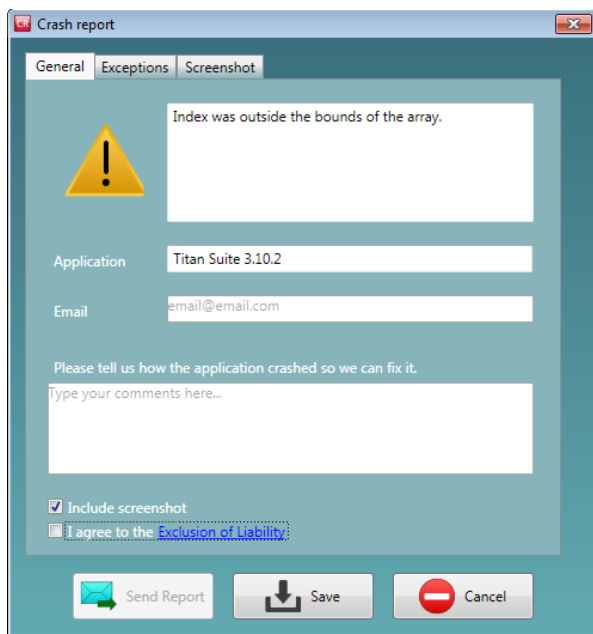 CR Crash report
General Exceptions Screenshot
Index was outside the bounds of the array.
Application Titan Suite 3.10.2
Email email@email.com
Please tell us how the application crashed so we can fix it.
Type your comments here...
Include screenshot
I agree to the Exclusion of Liability
Send Report Save Cancel